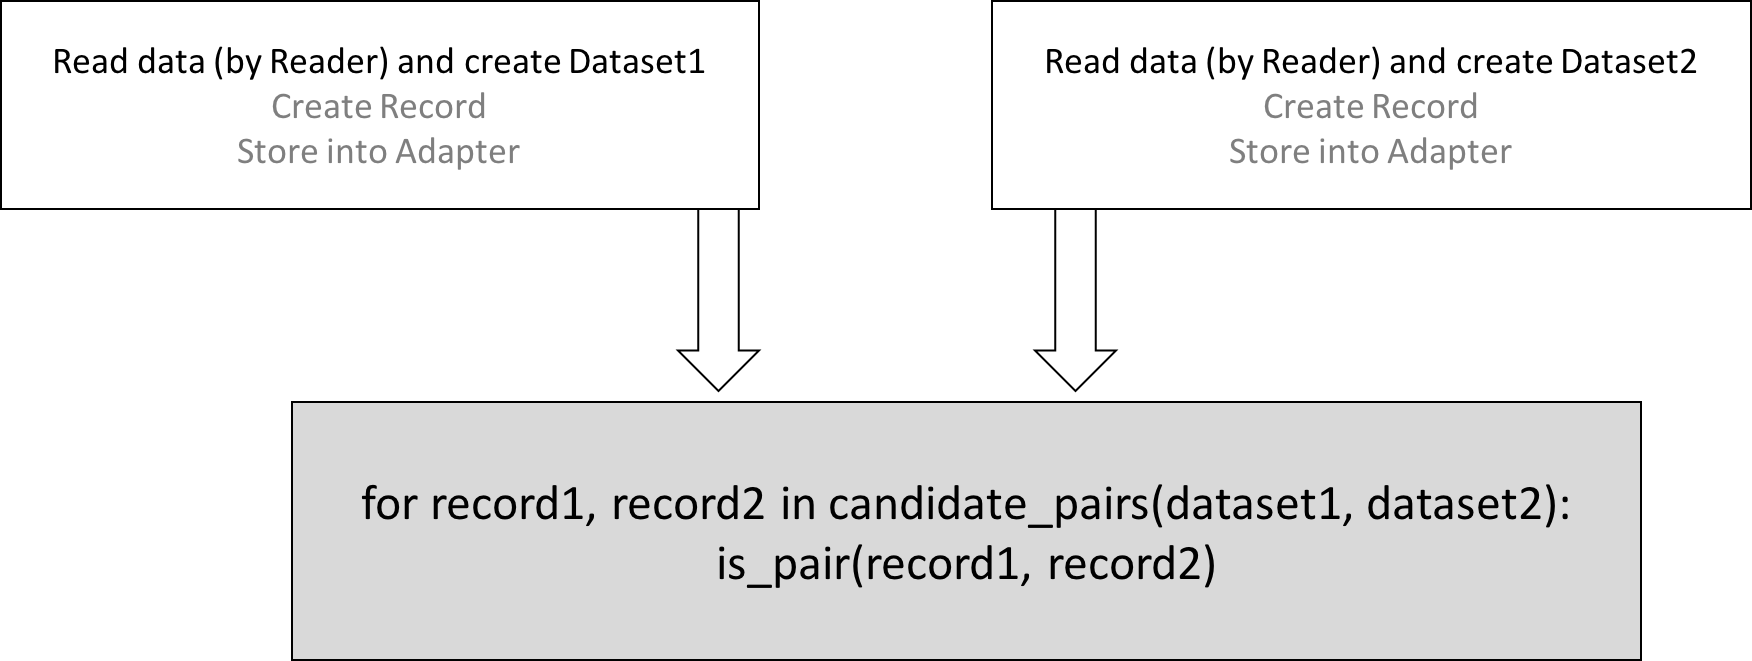 Read data (by Reader) and create Dataset1
Create Record
Store into Adapter
Read data (by Reader) and create Dataset2
Create Record
Store into Adapter
for record1, record2 in candidate_pairs(dataset1, dataset2):
is_pair(record1, record2)